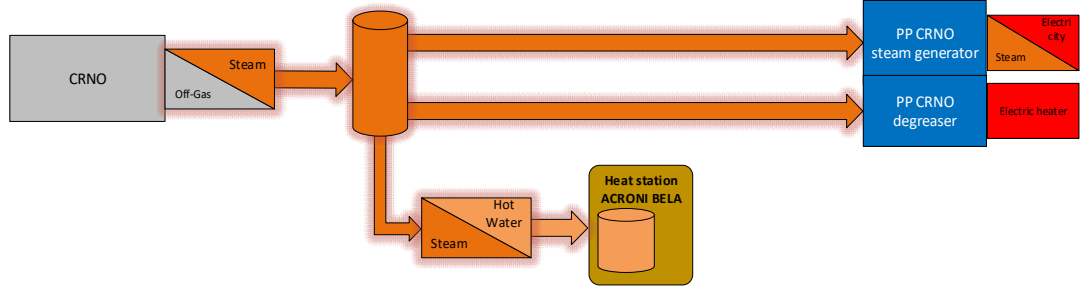 CRNO
Steam
Off-Gas
PP CRNO
steam generator
Electri
city
Steam
PP CRNO
degreaser
Electric heater
Hot
Water
Steam
Heat station
ACRONI BELA